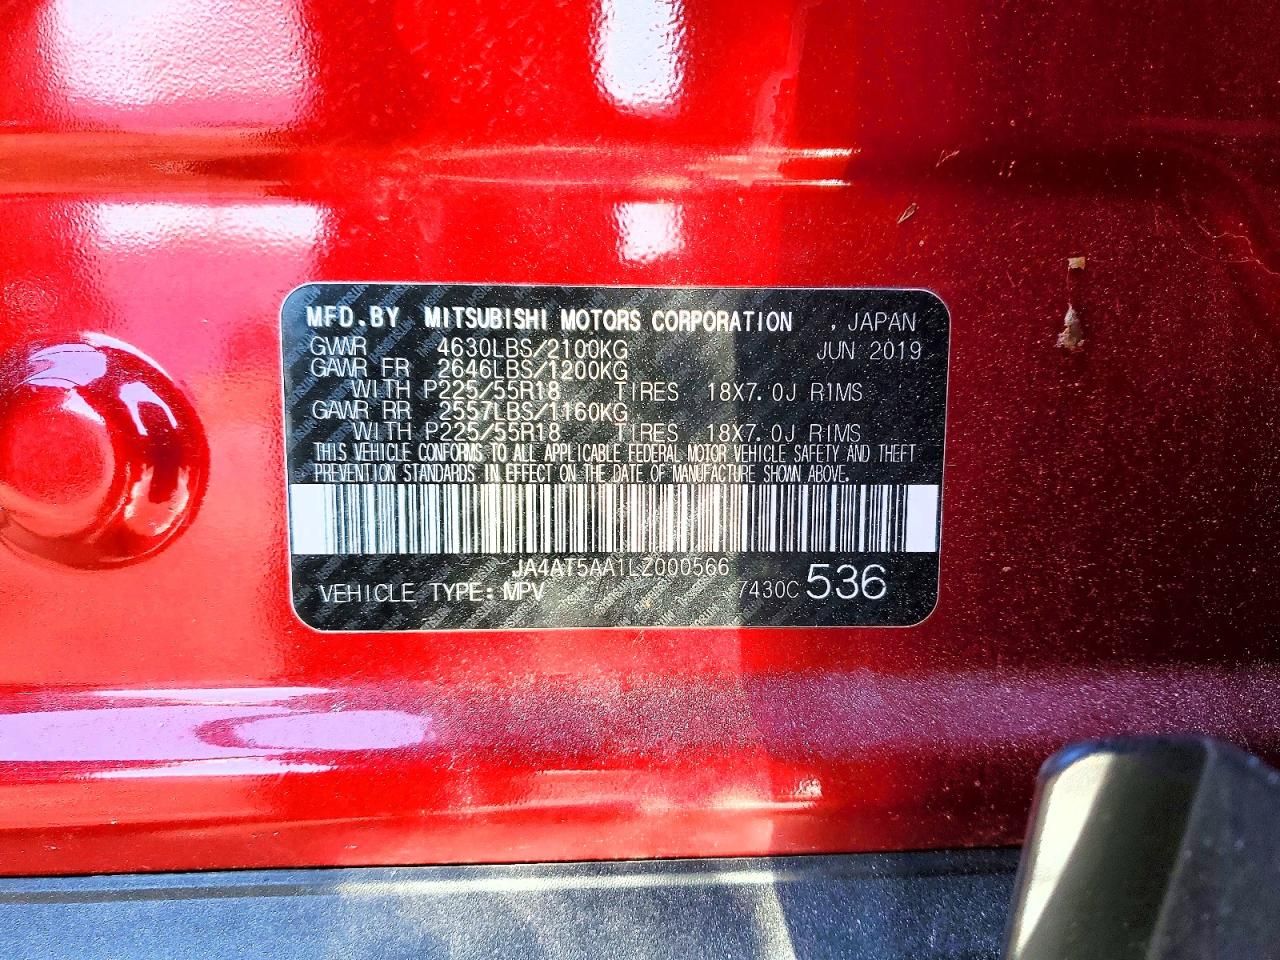 MFD.BY MITSUBISHI MOTORS CORPORATION , JAPAN
GVWR 4630LBS/2100KG JUN 2019
GAWR FR 2646LBS/1200KG
WITH P225/55R18 TIRES 18X7.0J RIMS
GAWR RR 2557LBS/1160KG
WITH P225/55R18 TIRES 18X7.0J RIMS
THIS VEHICLE CONFORMS TO ALL APPLICABLE FEDERAL MOTOR VEHICLE SAFETY AND THEFT
PREVENTION STANDARDS IN EFFECT ON THE DATE OF MANUFACTURE SHOWN ABOVE.
JA4AT5AA1LZ000566
VEHICLE TYPE: MPV 7430C 536